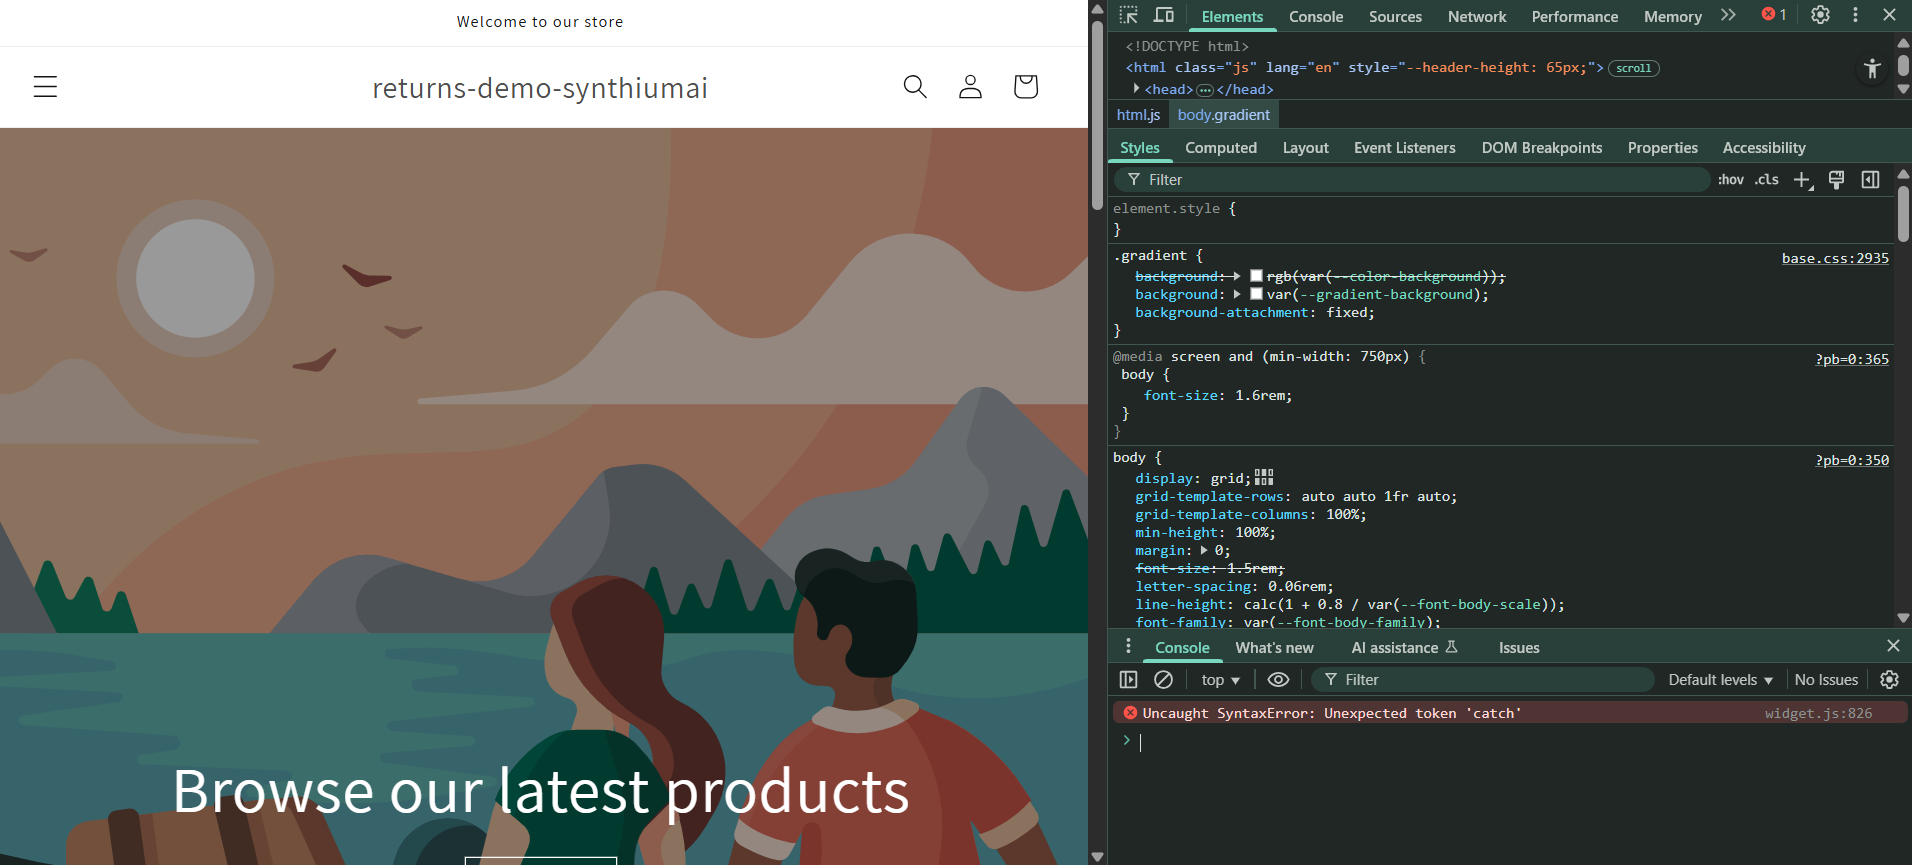 Welcome to our store
returns-demo-synthiumai
Browse our latest products
Elements Console Sources Network Performance Memory 1
<!DOCTYPE html>
<html class="js" lang="en" style="--header-height: 65px;"> scroll
<head> ••• </head>
html.js body.gradient
Styles Computed Layout Event Listeners DOM Breakpoints Properties Accessibility
Filter :hov .cls
element.style {
}
.gradient { base.css:2935
background: rgb(var(--color-background));
background: var(--gradient-background);
background-attachment: fixed;
}
@media screen and (min-width: 750px) { ?pb=0:365
body {
font-size: 1.6rem;
}
}
body { ?pb=0:350
display: grid;
grid-template-rows: auto auto 1fr auto;
grid-template-columns: 100%;
min-height: 100%;
margin: 0;
font-size: 1.5rem;
letter-spacing: 0.06rem;
line-height: calc(1 + 0.8 / var(--font-body-scale));
font-family: var(--font-body-family);
Console What's new AI assistance Issues
top Filter Default levels No Issues
Uncaught SyntaxError: Unexpected token 'catch' widget.js:826